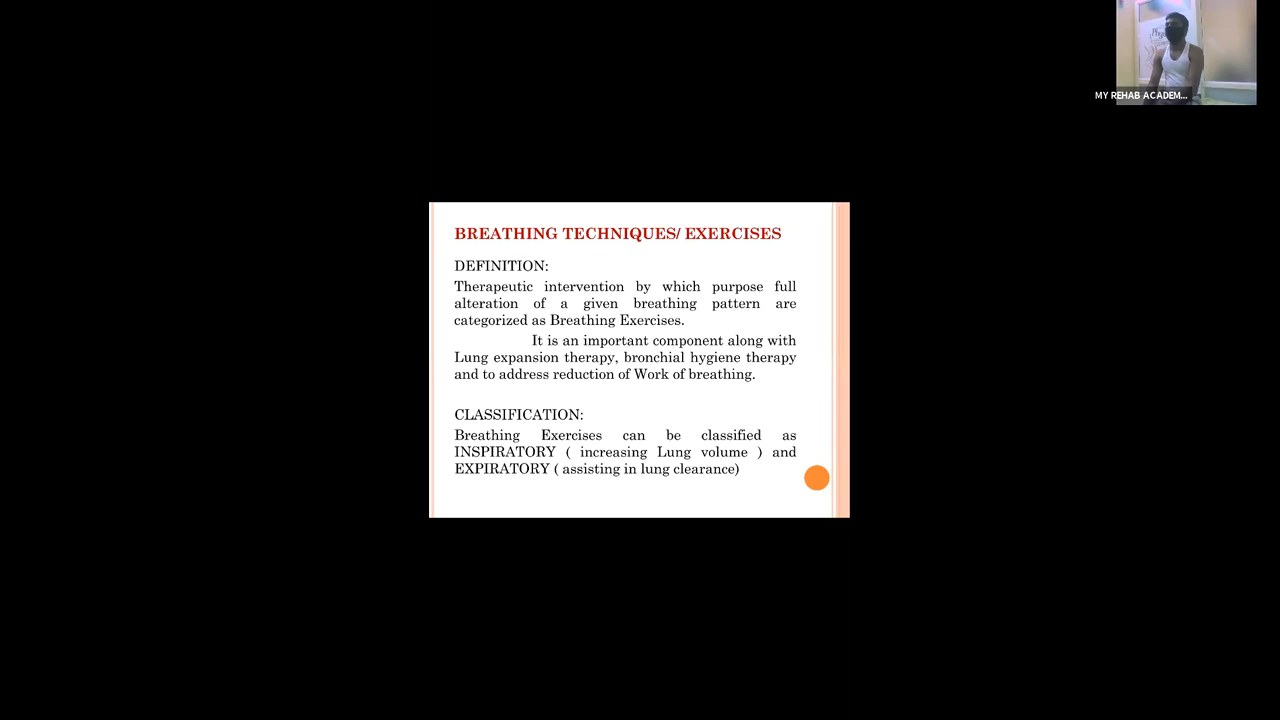 MY REHAB ACADEM...
BREATHING TECHNIQUES/ EXERCISES
DEFINITION:
Therapeutic intervention by which purpose full
alteration of a given breathing pattern are
categorized as Breathing Exercises.
It is an important component along with
Lung expansion therapy, bronchial hygiene therapy
and to address reduction of Work of breathing.
CLASSIFICATION:
Breathing Exercises can be classified as
INSPIRATORY ( increasing Lung volume ) and
EXPIRATORY ( assisting in lung clearance)